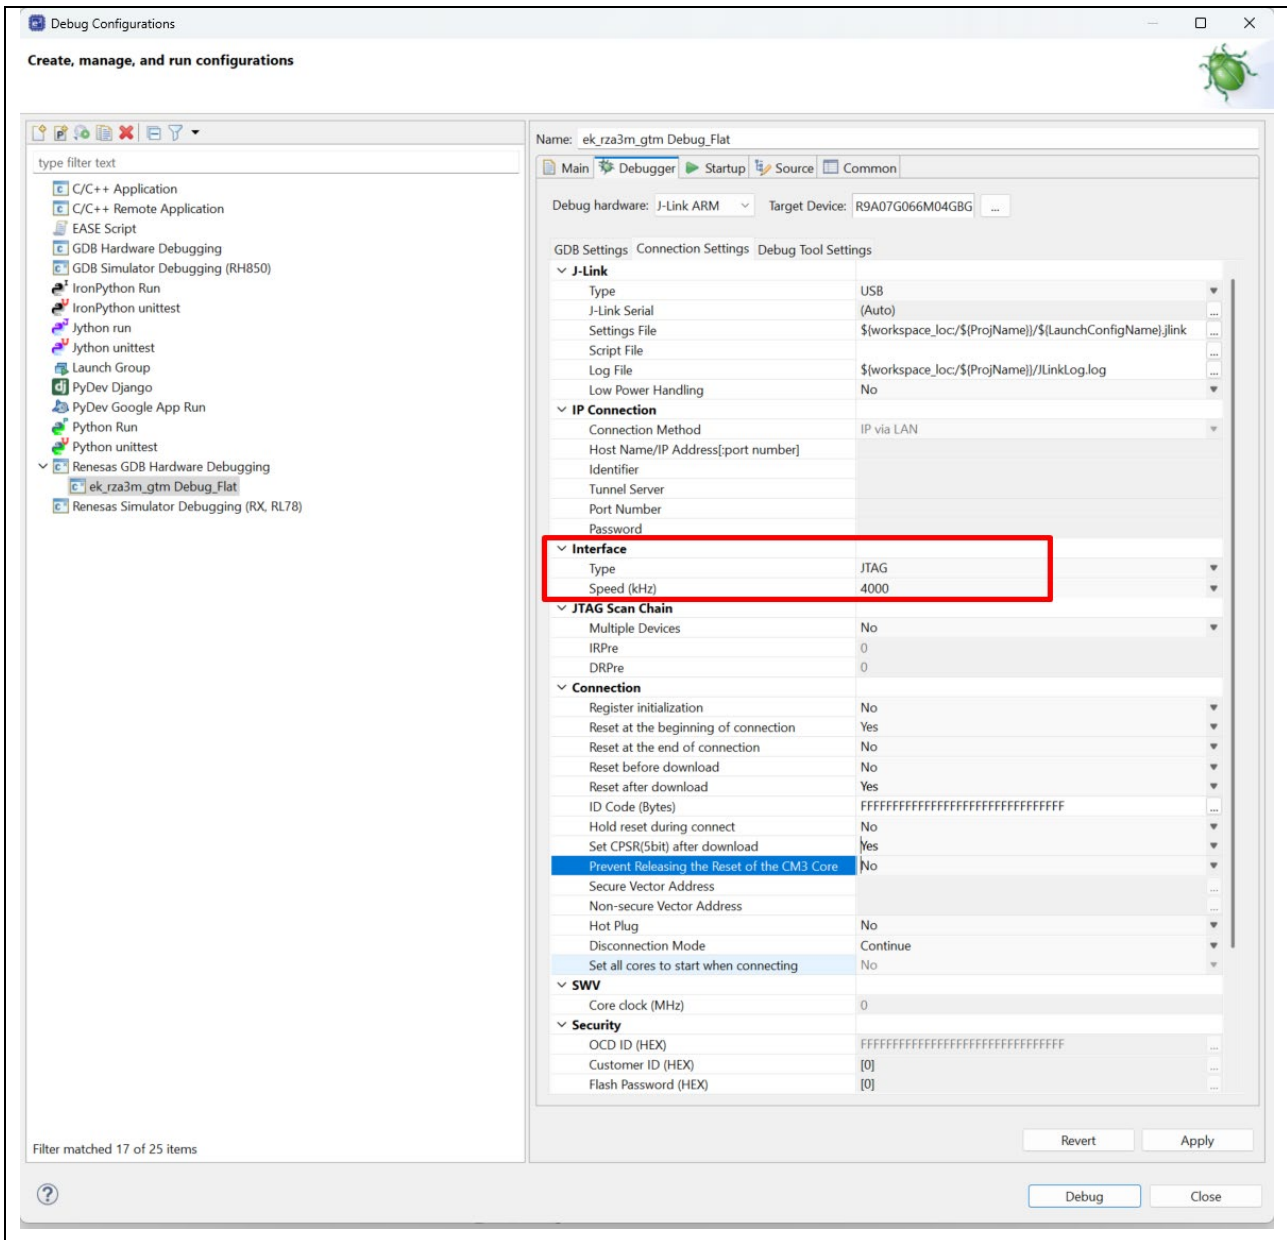 Debug Configurations
Create, manage, and run configurations
type filter text
C/C++ Application
C/C++ Remote Application
EASE Script
GDB Hardware Debugging
GDB Simulator Debugging (RH850)
IronPython Run
IronPython unittest
Jython run
Jython unittest
Launch Group
PyDev Django
PyDev Google App Run
Python Run
Python unittest
Renesas GDB Hardware Debugging
ek_rza3m_gtm Debug_Flat
Renesas Simulator Debugging (RX, RL78)
Filter matched 17 of 25 items
Name: ek_rza3m_gtm Debug_Flat
Main Debugger Startup Source Common
Debug hardware: J-Link ARM Target Device: R9A07G066M04GBG ...
GDB Settings Connection Settings Debug Tool Settings
J-Link
Type USB
J-Link Serial (Auto) ...
Settings File ${workspace_loc:/${ProjName}}/${LaunchConfigName}.jlink ...
Script File ...
Log File ${workspace_loc:/${ProjName}}/JLinkLog.log ...
Low Power Handling No
IP Connection
Connection Method IP via LAN
Host Name/IP Address[:port number]
Identifier
Tunnel Server
Port Number
Password
Interface
Type JTAG
Speed (kHz) 4000
JTAG Scan Chain
Multiple Devices No
IRPre 0
DRPre 0
Connection
Register initialization No
Reset at the beginning of connection Yes
Reset at the end of connection No
Reset before download No
Reset after download Yes
ID Code (Bytes) FFFFFFFFFFFFFFFFFFFFFFFFFFFFFFFF ...
Hold reset during connect No
Set CPSR(5bit) after download Yes
Prevent Releasing the Reset of the CM3 Core No
Secure Vector Address ...
Non-secure Vector Address ...
Hot Plug No
Disconnection Mode Continue
Set all cores to start when connecting No
SWV
Core clock (MHz) 0
Security
OCD ID (HEX) FFFFFFFFFFFFFFFFFFFFFFFFFFFFFFFF ...
Customer ID (HEX) [0] ...
Flash Password (HEX) [0] ...
Revert Apply
Debug Close